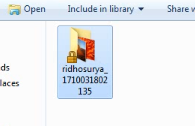 Open Include in library Share w
ds
laces
ridhosurya_
1710031802
135